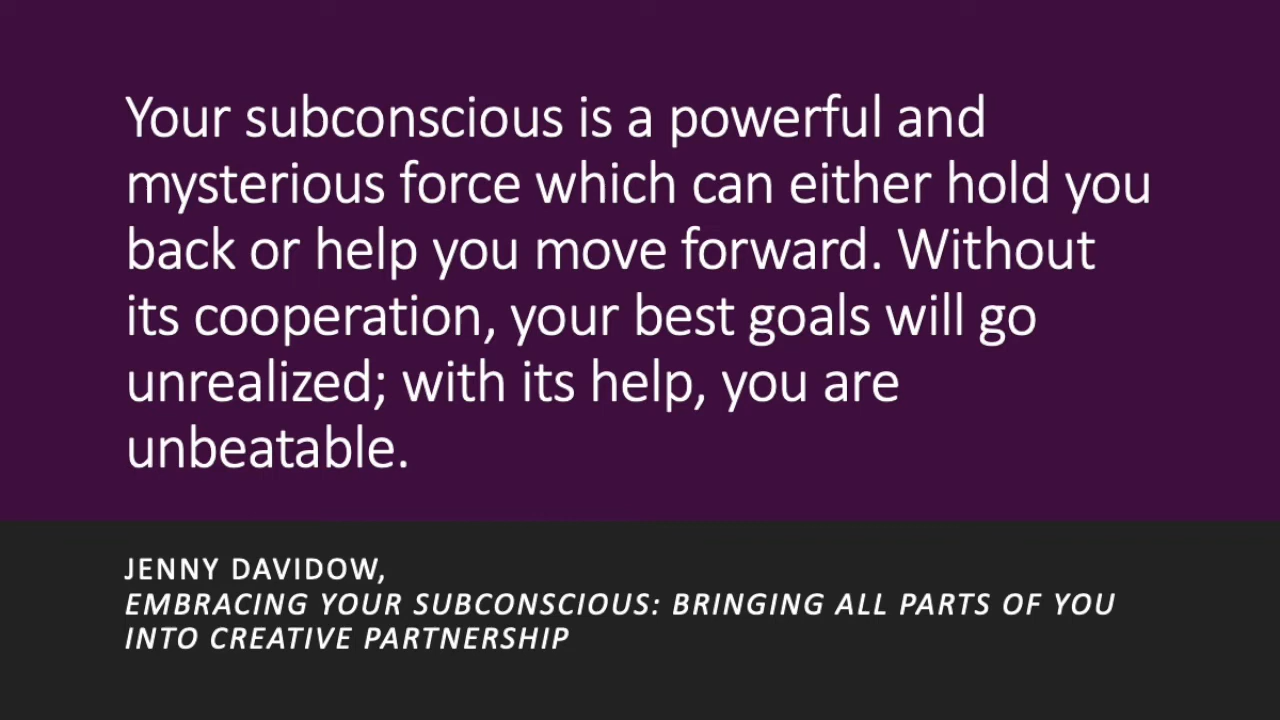 Your subconscious is a powerful and
mysterious force which can either hold you
back or help you move forward. Without
its cooperation, your best goals will go
unrealized; with its help, you are
unbeatable.
JENNY DAVIDOW,
EMBRACING YOUR SUBCONSCIOUS: BRINGING ALL PARTS OF YOU
INTO CREATIVE PARTNERSHIP